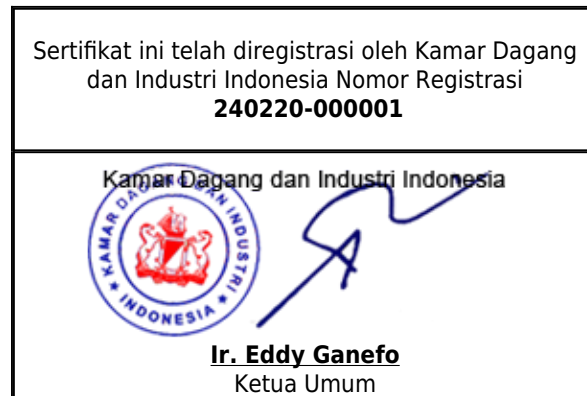 Sertifikat ini telah diregistrasi oleh Kamar Dagang
dan Industri Indonesia Nomor Registrasi
240220-000001
Kamar Dagang dan Industri Indonesia
KAMAR DAGANG DAN INDUSTRI
INDONESIA
Ir. Eddy Ganefo
Ketua Umum